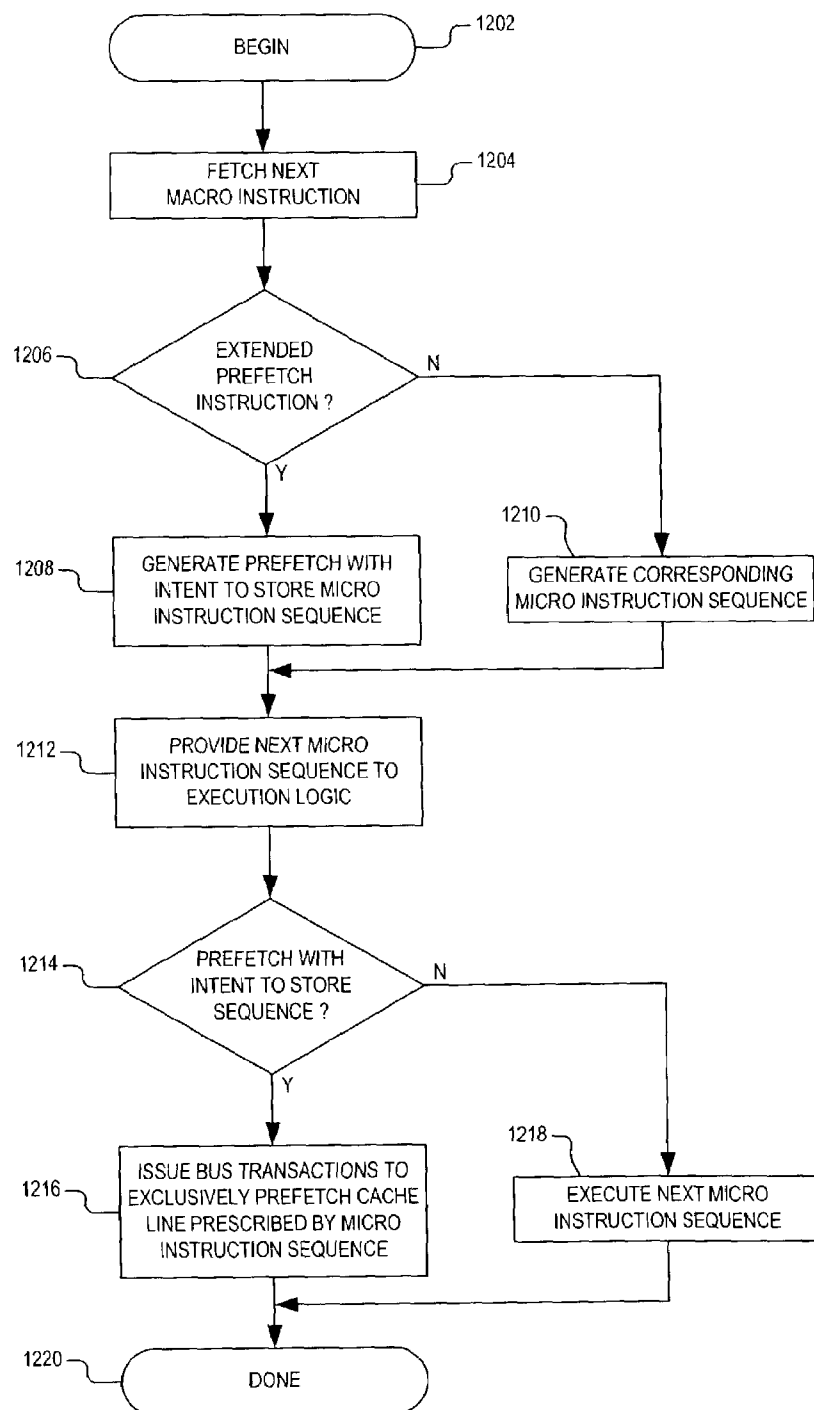 BEGIN
1202
FETCH NEXT
MACRO INSTRUCTION
1204
1206
EXTENDED
PREFETCH
INSTRUCTION ?
N
Y
1208
GENERATE PREFETCH WITH
INTENT TO STORE MICRO
INSTRUCTION SEQUENCE
1210
GENERATE CORRESPONDING
MICRO INSTRUCTION SEQUENCE
1212
PROVIDE NEXT MICRO
INSTRUCTION SEQUENCE TO
EXECUTION LOGIC
1214
PREFETCH WITH
INTENT TO STORE
SEQUENCE ?
N
Y
1216
ISSUE BUS TRANSACTIONS TO
EXCLUSIVELY PREFETCH CACHE
LINE PRESCRIBED BY MICRO
INSTRUCTION SEQUENCE
1218
EXECUTE NEXT MICRO
INSTRUCTION SEQUENCE
1220
DONE